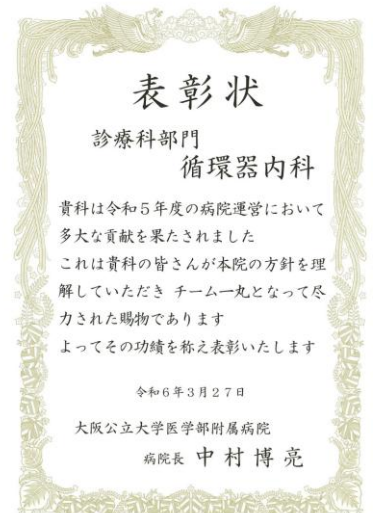 表彰状
診療科部門
循環器内科
貴科は令和５年度の病院運営において
多大な貢献を果たされました
これは貴科の皆さんが本院の方針を理
解していただき チーム一丸となって尽
力された賜物であります
よってその功績を称え表彰いたします
令和６年３月２７日
大阪公立大学医学部附属病院
病院長 中村博亮